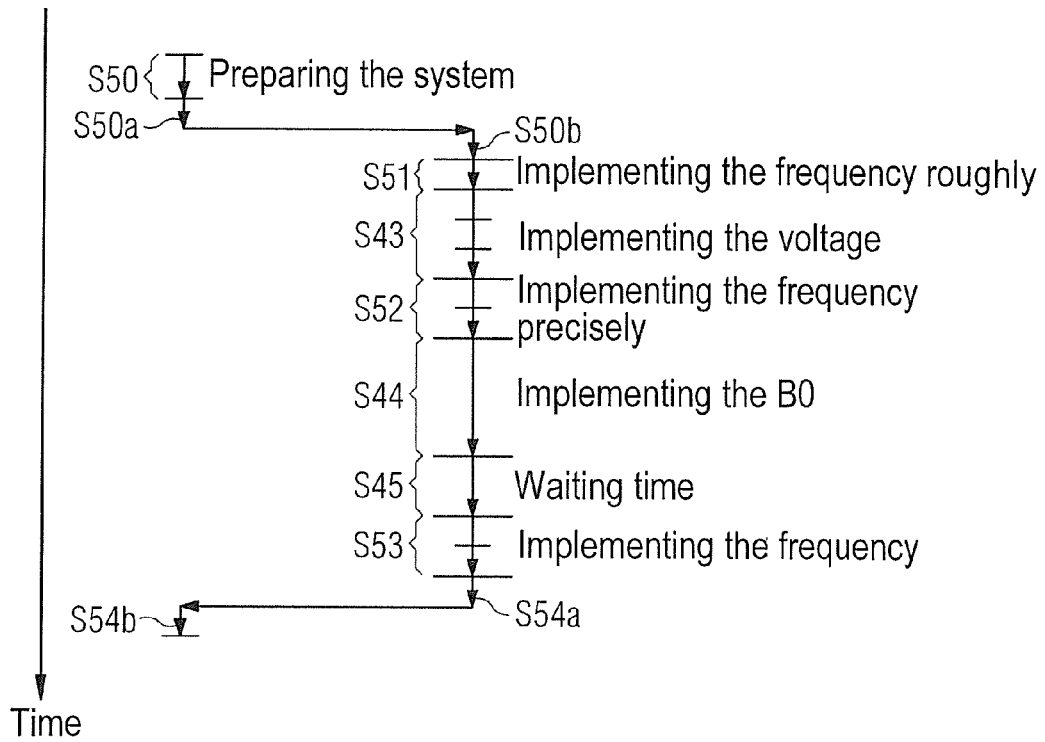 S50 Preparing the system
S50a
S50b
S51 Implementing the frequency roughly
S43 Implementing the voltage
S52 Implementing the frequency
precisely
S44 Implementing the B0
S45 Waiting time
S53 Implementing the frequency
S54b
S54a
Time